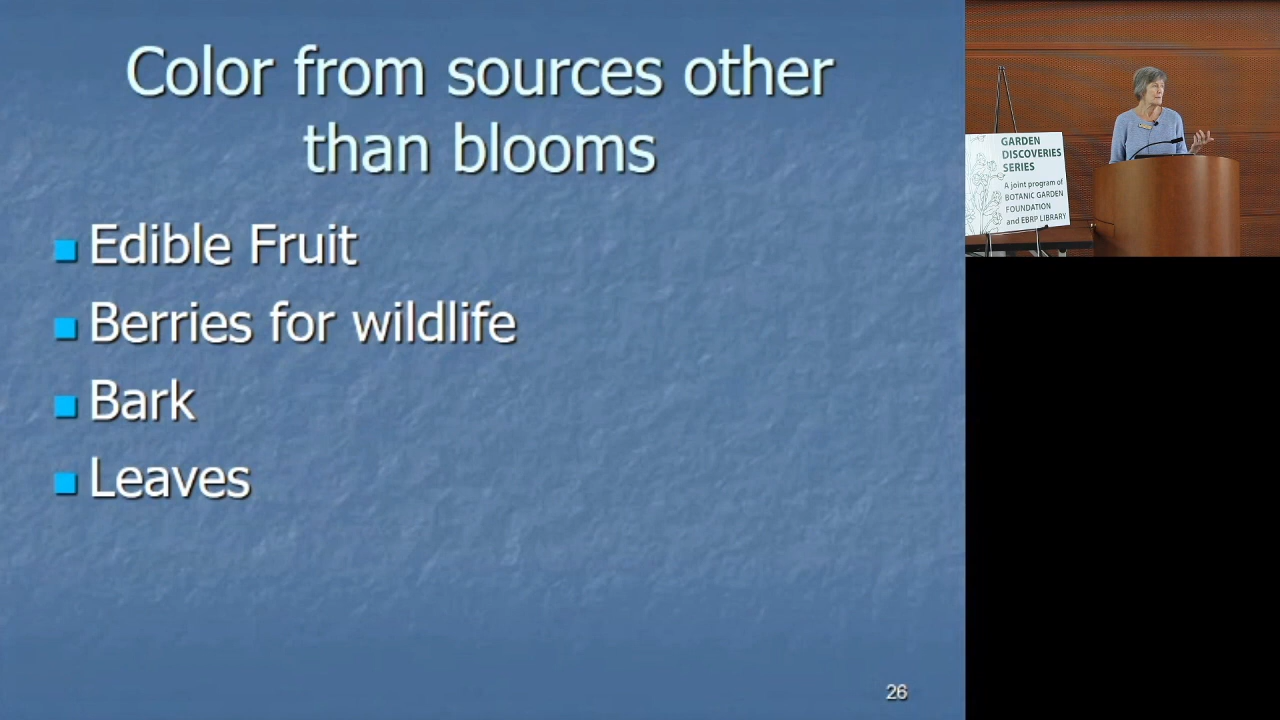 Color from sources other
than blooms
Edible Fruit
Berries for wildlife
Bark
Leaves
26
GARDEN
DISCOVERIES
SERIES
A joint program of
BOTANIC GARDEN
FOUNDATION
and EBRP LIBRARY